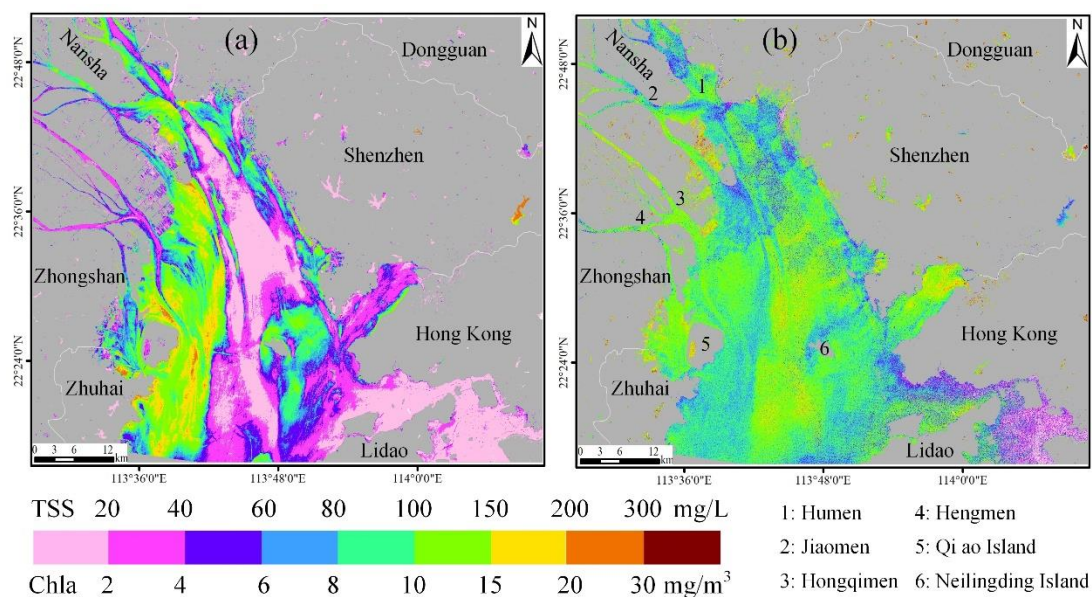 (a)
N
Nansha
Dongguan
Shenzhen
Zhongshan
Hong Kong
Zhuhai
Lidao
22°48'0"N
22°36'0"N
22°24'0"N
0 3 6 12
km
113°36'0"E 113°48'0"E 114°0'0"E
(b)
N
Nansha
Dongguan
1
2
Shenzhen
3
4
Zhongshan
Hong Kong
5
6
Zhuhai
Lidao
22°48'0"N
22°36'0"N
22°24'0"N
0 3 6 12
km
113°36'0"E 113°48'0"E 114°0'0"E
TSS 20 40 60 80 100 150 200 300 mg/L
Chla 2 4 6 8 10 15 20 30 mg/m³
1: Humen 4: Hengmen
2: Jiaomen 5: Qi ao Island
3: Hongqimen 6: Neilingding Island